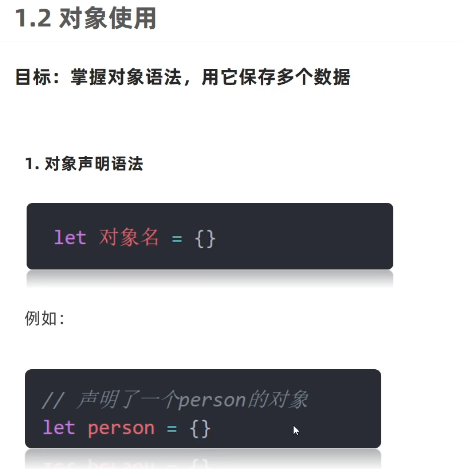 1.2 对象使用
目标：掌握对象语法，用它保存多个数据
1. 对象声明语法
let 对象名 = {}
例如：
// 声明了一个person的对象
let person = {}